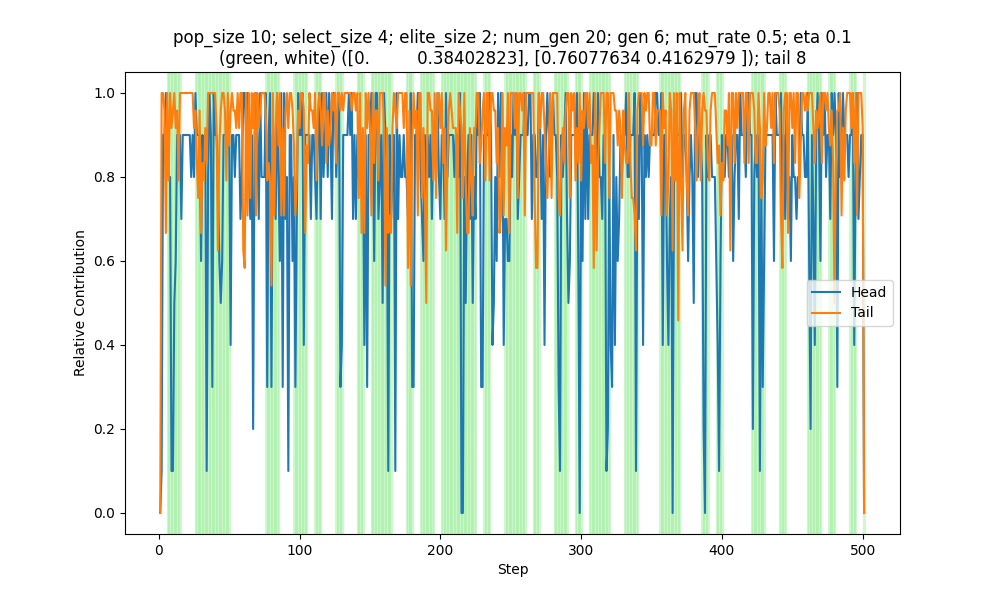 pop_size 10; select_size 4; elite_size 2; num_gen 20; gen 6; mut_rate 0.5; eta 0.1
(green, white) ([0.          0.38402823], [0.76077634 0.4162979 ]); tail 8
Relative Contribution
1.0
0.8
0.6
0.4
0.2
0.0
Head
Tail
0 100 200 300 400 500
Step